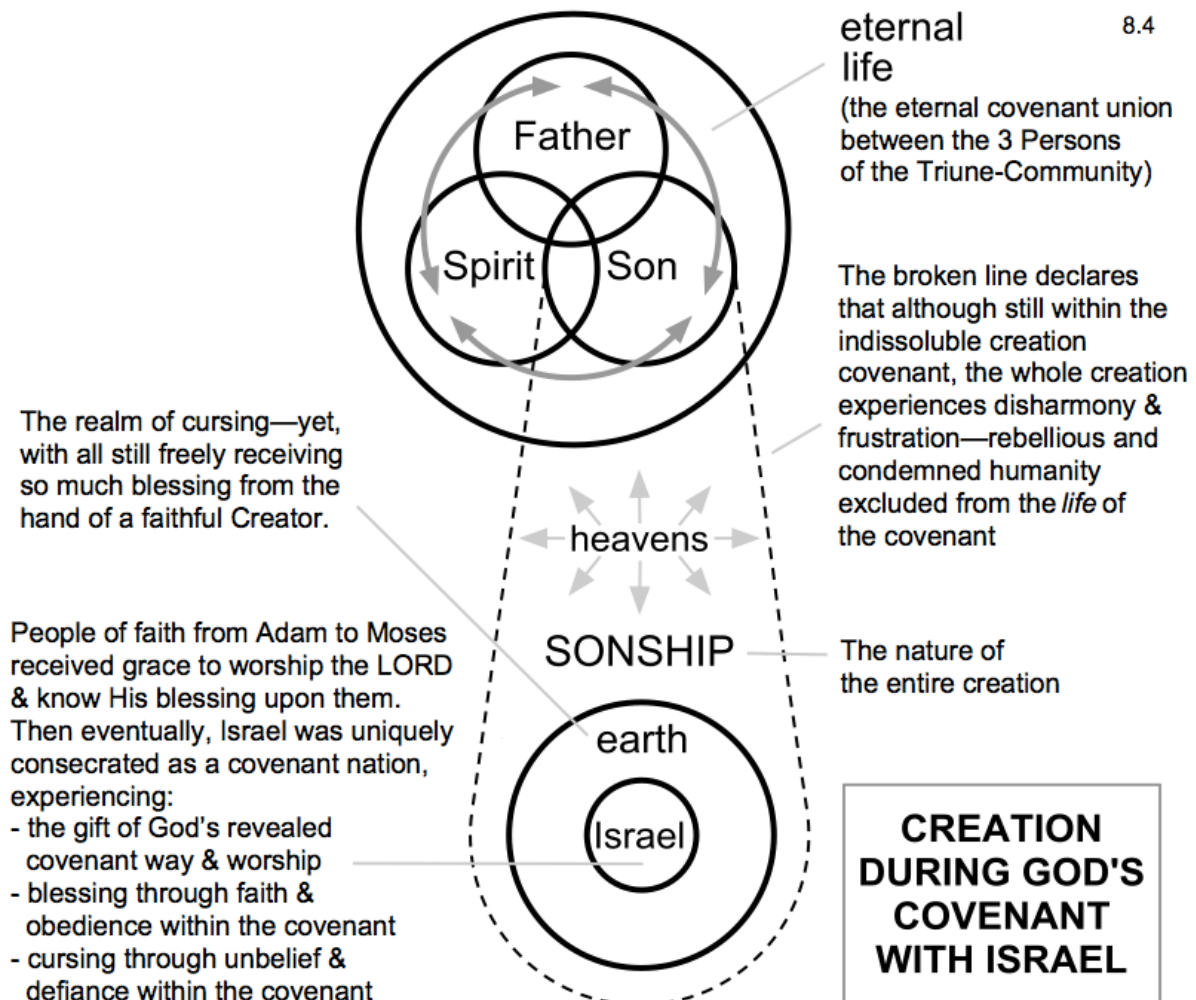 eternal
life
8.4
(the eternal covenant union
between the 3 Persons
of the Triune-Community)
Father
Spirit
Son
The broken line declares
that although still within the
indissoluble creation
covenant, the whole creation
experiences disharmony &
frustration—rebellious and
condemned humanity
excluded from the life of
the covenant
The realm of cursing—yet,
with all still freely receiving
so much blessing from the
hand of a faithful Creator.
heavens
SONSHIP
The nature of
the entire creation
People of faith from Adam to Moses
received grace to worship the LORD
& know His blessing upon them.
Then eventually, Israel was uniquely
consecrated as a covenant nation,
experiencing:
- the gift of God's revealed
covenant way & worship
- blessing through faith &
obedience within the covenant
- cursing through unbelief &
defiance within the covenant
earth
Israel
CREATION
DURING GOD'S
COVENANT
WITH ISRAEL